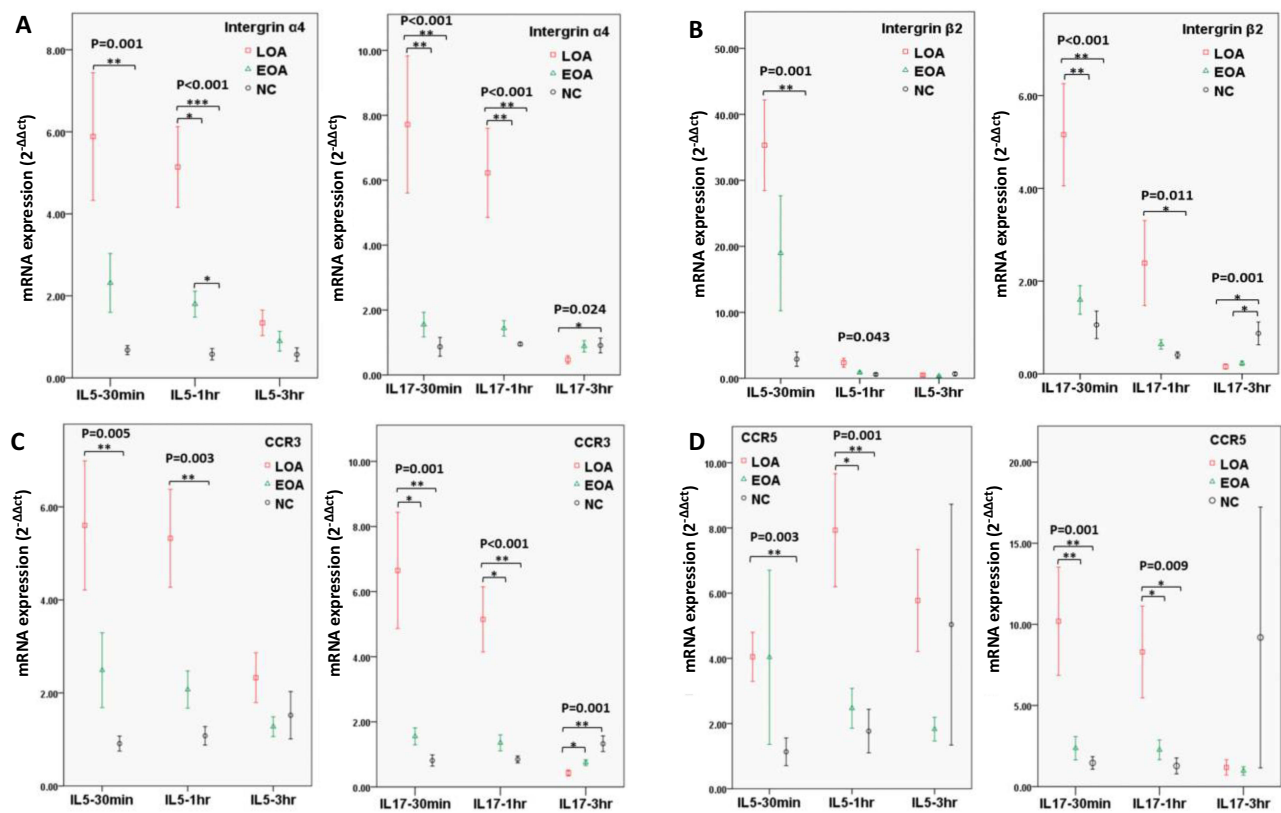 A
Intergrin α4
P=0.001
LOA
EOA
NC
8.00
**
P<0.001
***
*
6.00
4.00
*
2.00
0.00
mRNA expression (2-ΔΔct)
IL5-30min IL5-1hr IL5-3hr
P<0.001
Intergrin α4
**
**
LOA
EOA
NC
10.00
P<0.001
**
**
8.00
6.00
4.00
P=0.024
*
2.00
0.00
mRNA expression (2-ΔΔct)
IL17-30min IL17-1hr IL17-3hr
B
Intergrin β2
50.00
LOA
EOA
NC
P=0.001
**
40.00
30.00
20.00
10.00
P=0.043
0.00
mRNA expression (2-ΔΔct)
IL5-30min IL5-1hr IL5-3hr
Intergrin β2
P<0.001
**
**
LOA
EOA
NC
6.00
P=0.011
*
4.00
P=0.001
*
*
2.00
0.00
mRNA expression (2-ΔΔct)
IL17-30min IL17-1hr IL17-3hr
C
P=0.005
CCR3
**
P=0.003
**
LOA
EOA
NC
6.00
4.00
2.00
0.00
mRNA expression (2-ΔΔct)
IL5-30min IL5-1hr IL5-3hr
CCR3
LOA
EOA
NC
10.00
P=0.001
**
*
8.00
P<0.001
**
*
6.00
4.00
P=0.001
**
*
2.00
0.00
mRNA expression (2-ΔΔct)
IL17-30min IL17-1hr IL17-3hr
D
CCR5
LOA
EOA
NC
P=0.001
**
*
10.00
P=0.003
**
8.00
6.00
4.00
2.00
0.00
mRNA expression (2-ΔΔct)
IL5-30min IL5-1hr IL5-3hr
CCR5
LOA
EOA
NC
20.00
P=0.001
**
**
15.00
P=0.009
*
*
10.00
5.00
0.00
mRNA expression (2-ΔΔct)
IL17-30min IL17-1hr IL17-3hr